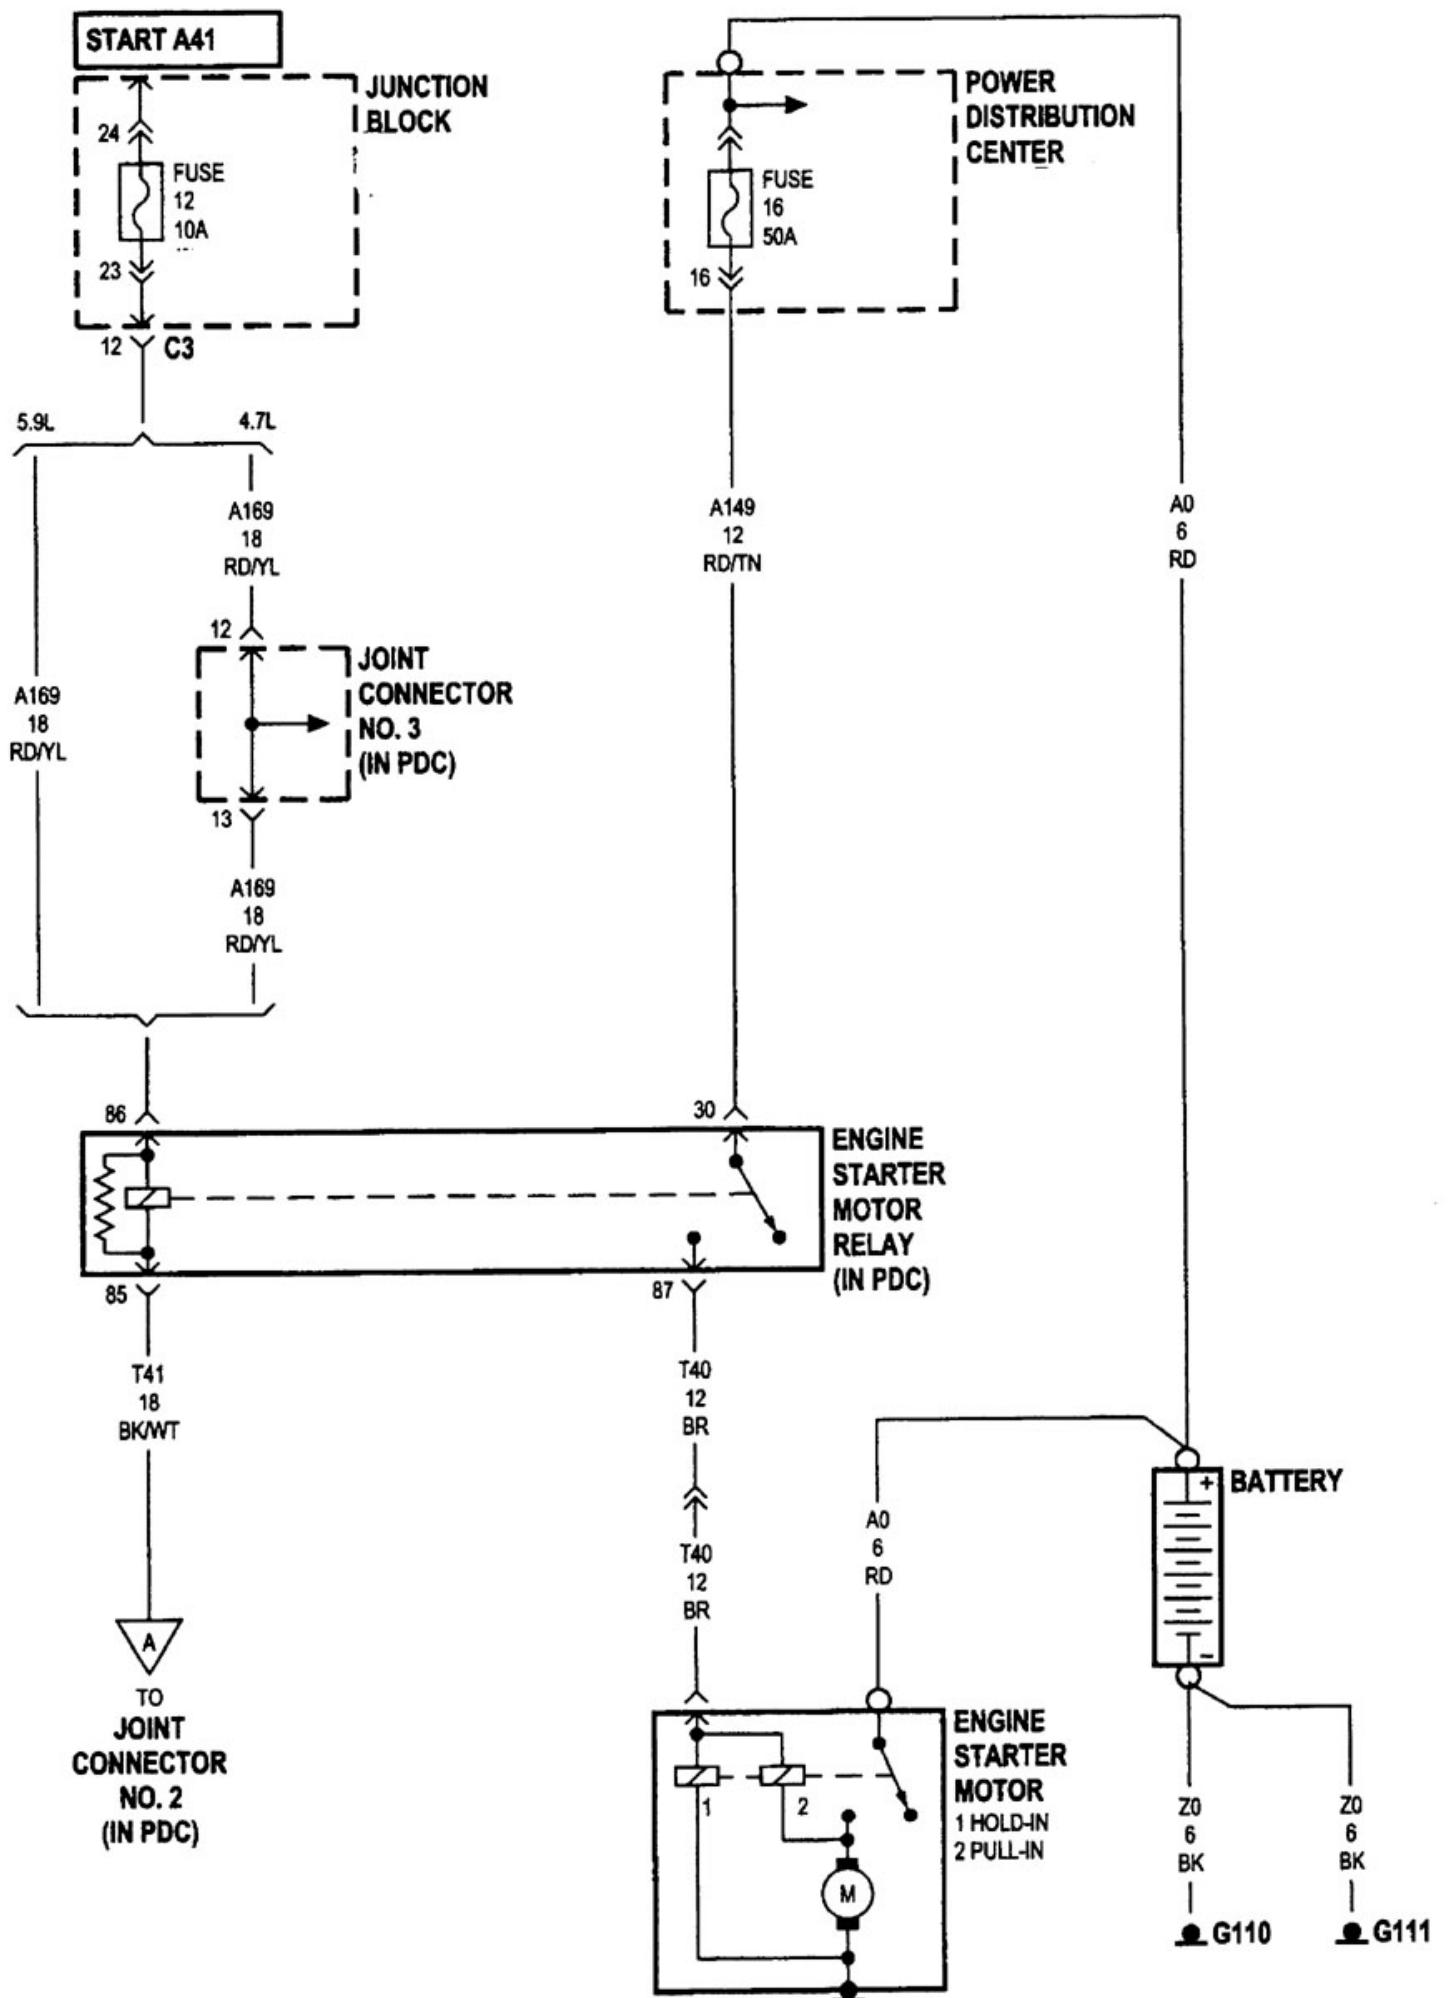 START A41
JUNCTION
BLOCK
24
FUSE
12
10A
23
12
C3
POWER
DISTRIBUTION
CENTER
FUSE
16
50A
16
5.9L
4.7L
A169
18
RD/YL
A149
12
RD/TN
A0
6
RD
12
JOINT
CONNECTOR
NO. 3
(IN PDC)
A169
18
RD/YL
13
A169
18
RD/YL
86
30
ENGINE
STARTER
MOTOR
RELAY
(IN PDC)
85
87
T41
18
BK/WT
T40
12
BR
+
BATTERY
−
A0
6
RD
T40
12
BR
A
TO
JOINT
CONNECTOR
NO. 2
(IN PDC)
ENGINE
STARTER
MOTOR
1 HOLD-IN
2 PULL-IN
1
2
M
Z0
6
BK
Z0
6
BK
G110
G111